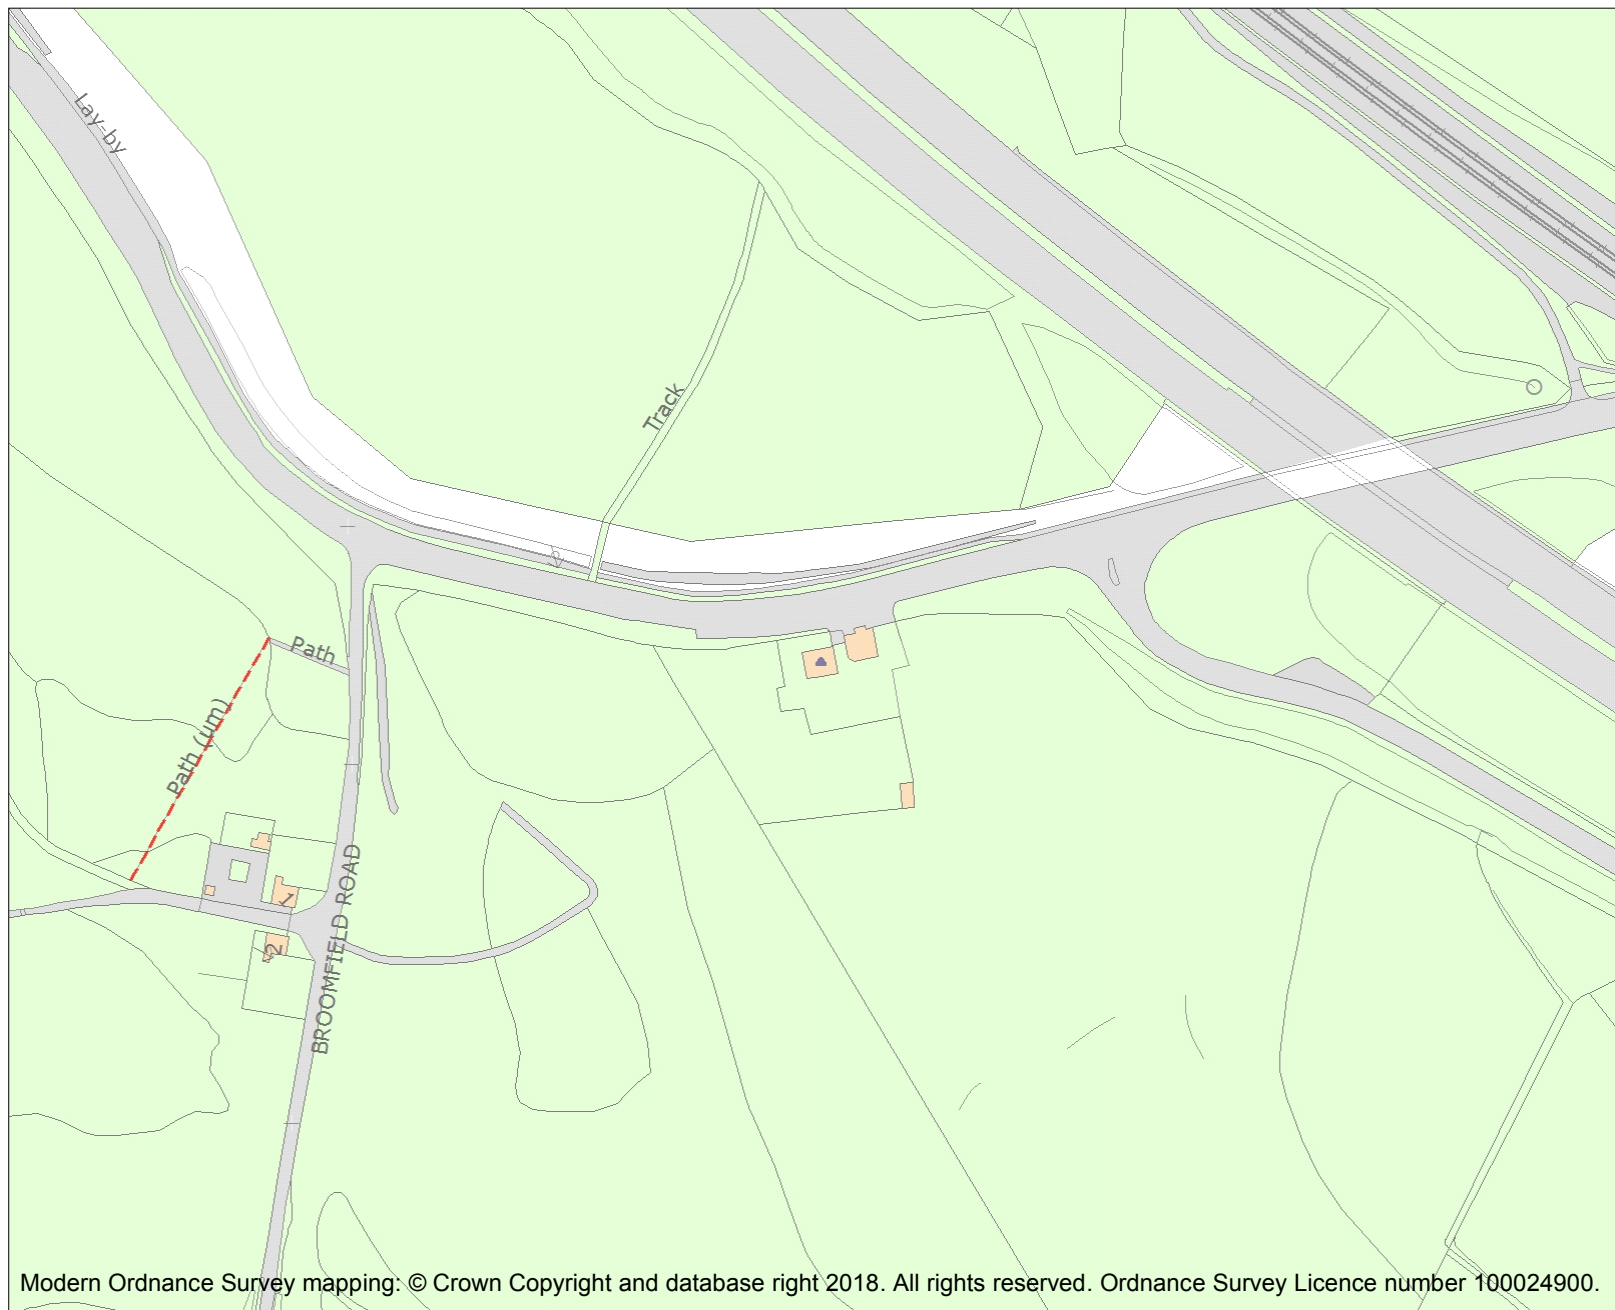 Lay-by
Track
Path
Path (um)
1
2
BROOMFIELD ROAD
Modern Ordnance Survey mapping: © Crown Copyright and database right 2018. All rights reserved. Ordnance Survey Licence number 100024900.